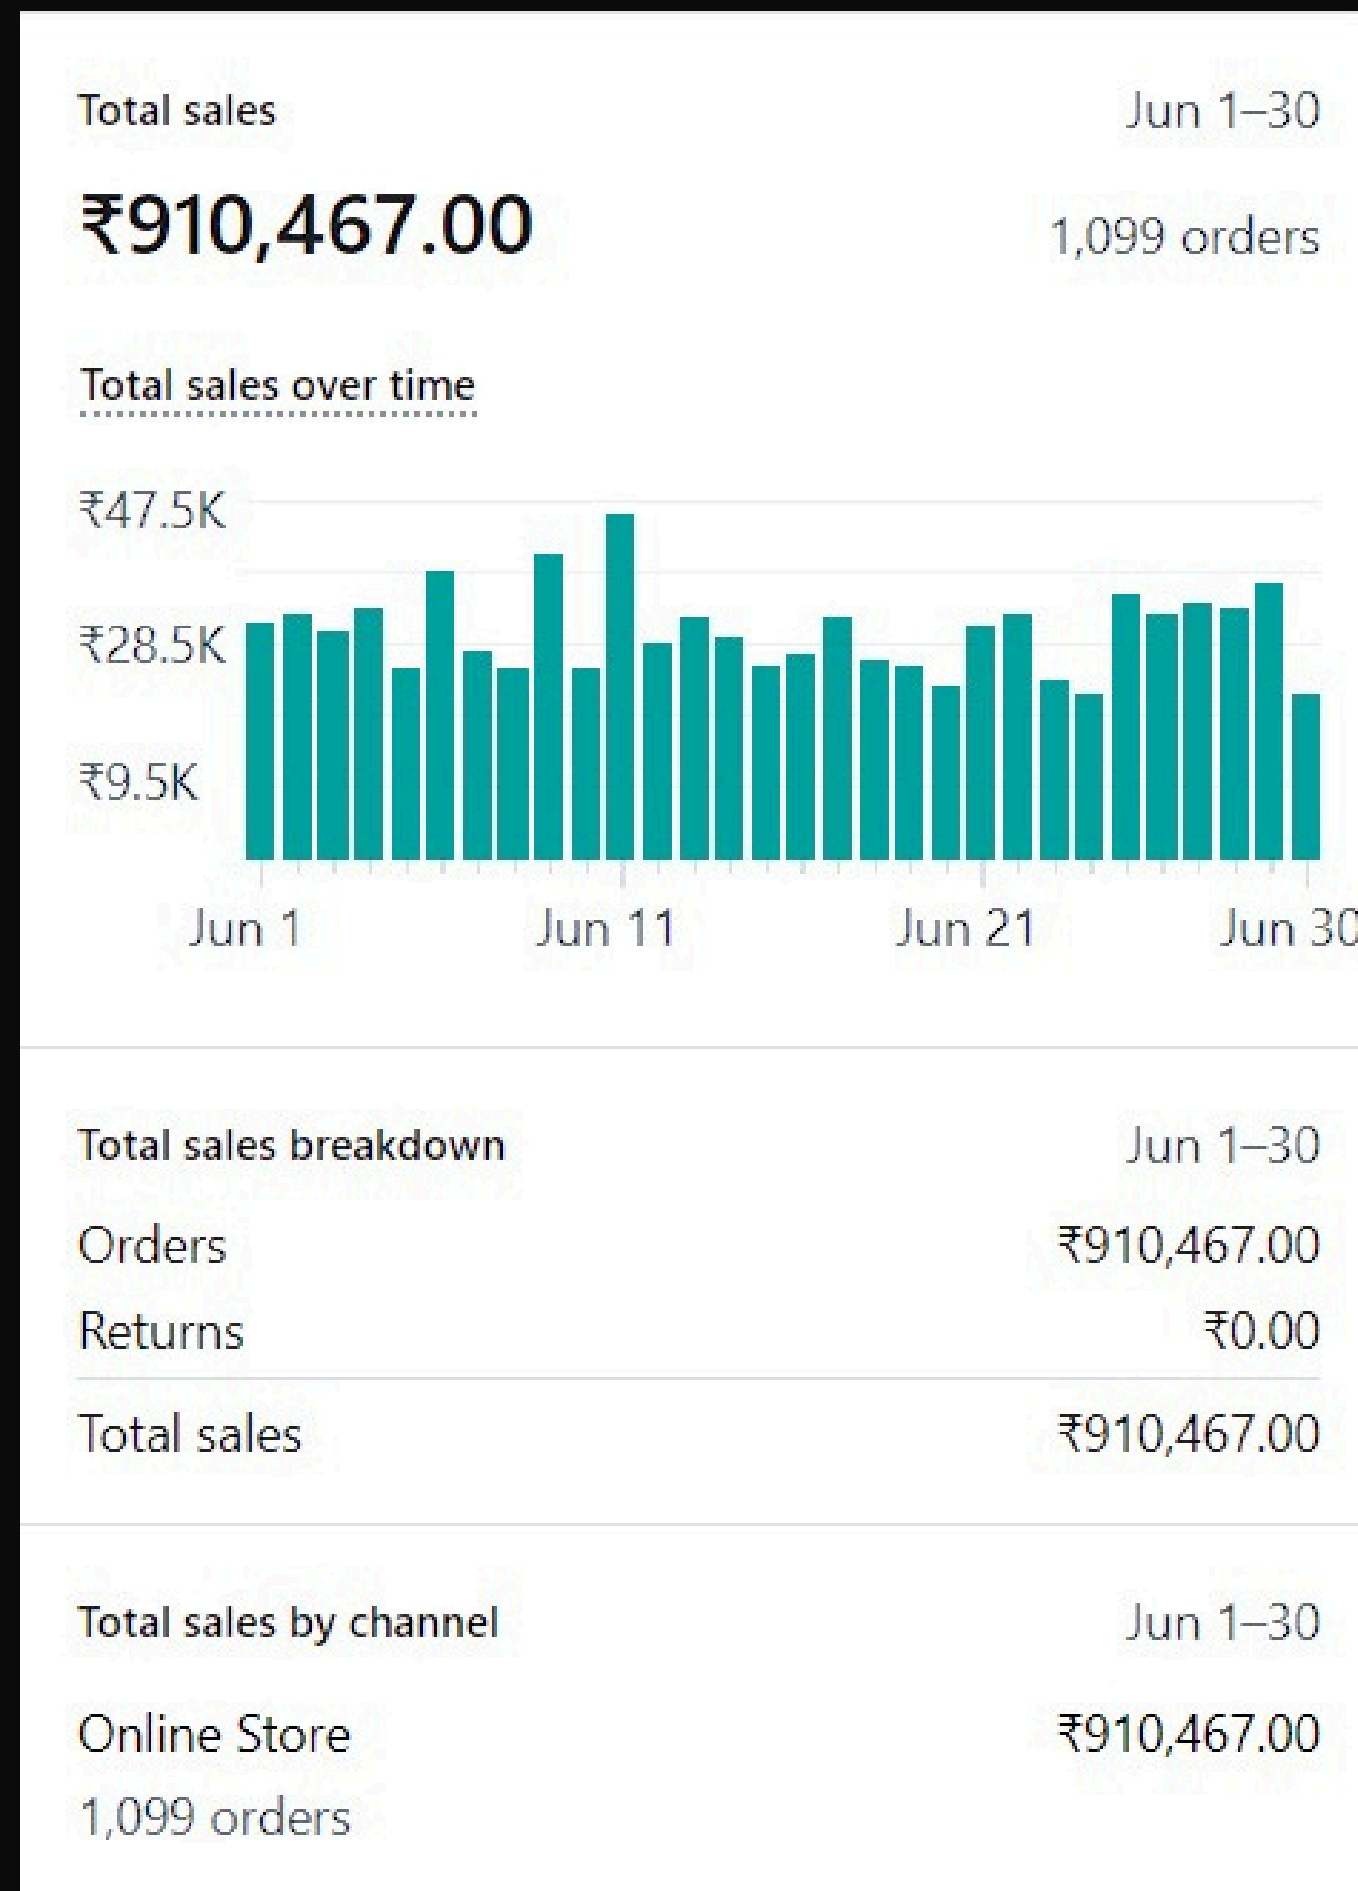 Total sales
Jun 1–30
₹910,467.00
1,099 orders
Total sales over time
₹47.5K
₹28.5K
₹9.5K
Jun 1
Jun 11
Jun 21
Jun 30
Total sales breakdown
Jun 1–30
Orders
₹910,467.00
Returns
₹0.00
Total sales
₹910,467.00
Total sales by channel
Jun 1–30
Online Store
₹910,467.00
1,099 orders